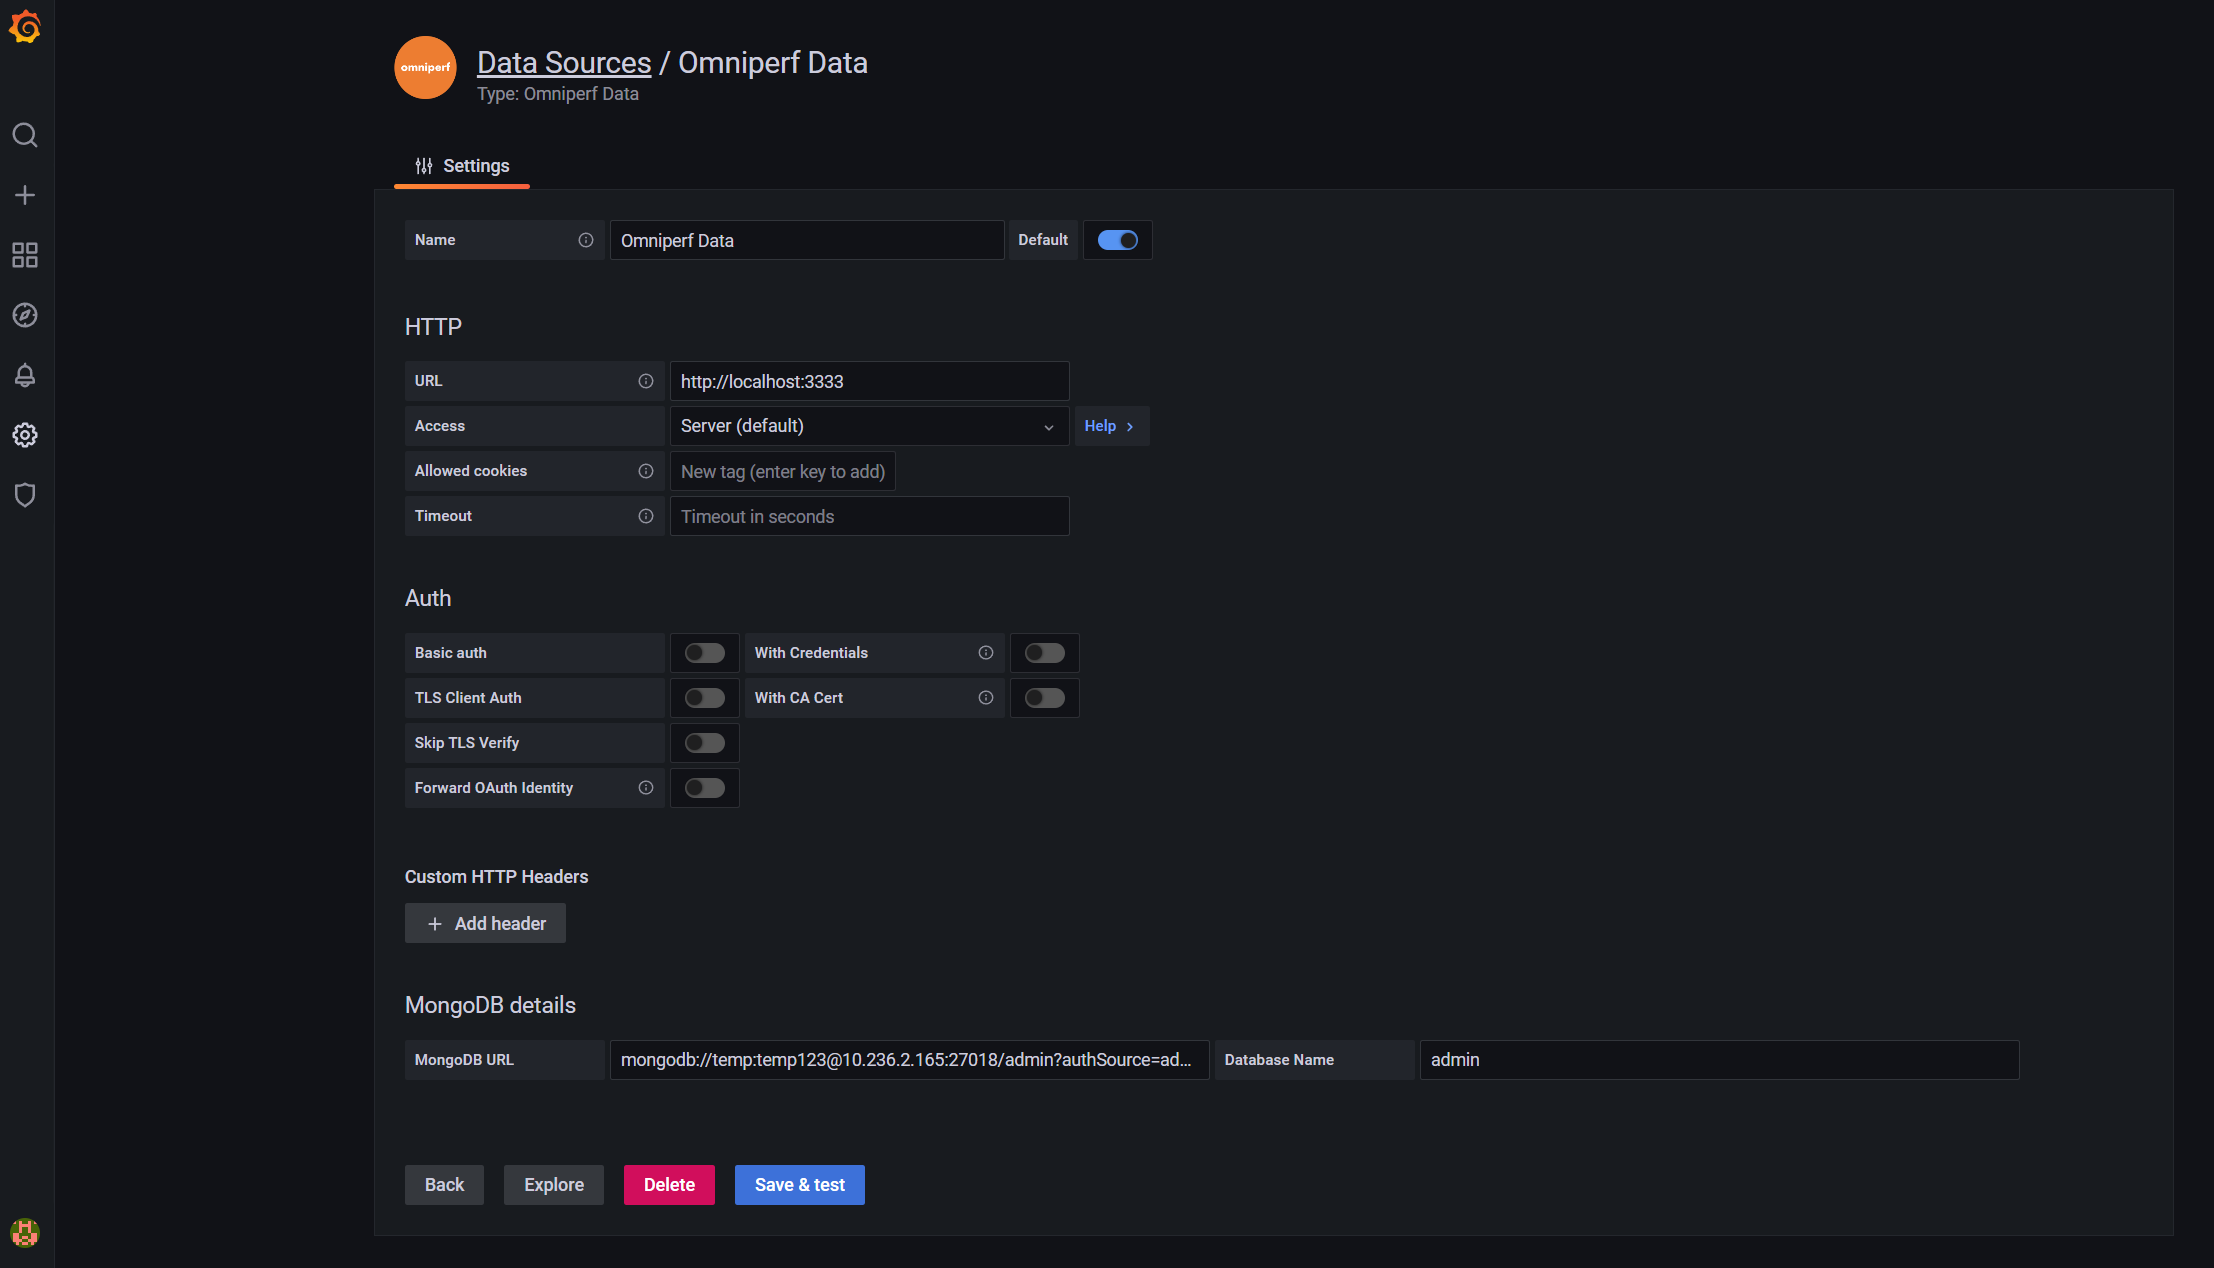 omniperf
Data Sources / Omniperf Data
Type: Omniperf Data
Settings
Name
Omniperf Data
Default
HTTP
URL
http://localhost:3333
Access
Server (default)
Help
Allowed cookies
New tag (enter key to add)
Timeout
Timeout in seconds
Auth
Basic auth
With Credentials
TLS Client Auth
With CA Cert
Skip TLS Verify
Forward OAuth Identity
Custom HTTP Headers
Add header
MongoDB details
MongoDB URL
mongodb://temp:temp123@10.236.2.165:27018/admin?authSource=ad...
Database Name
admin
Back
Explore
Delete
Save & test